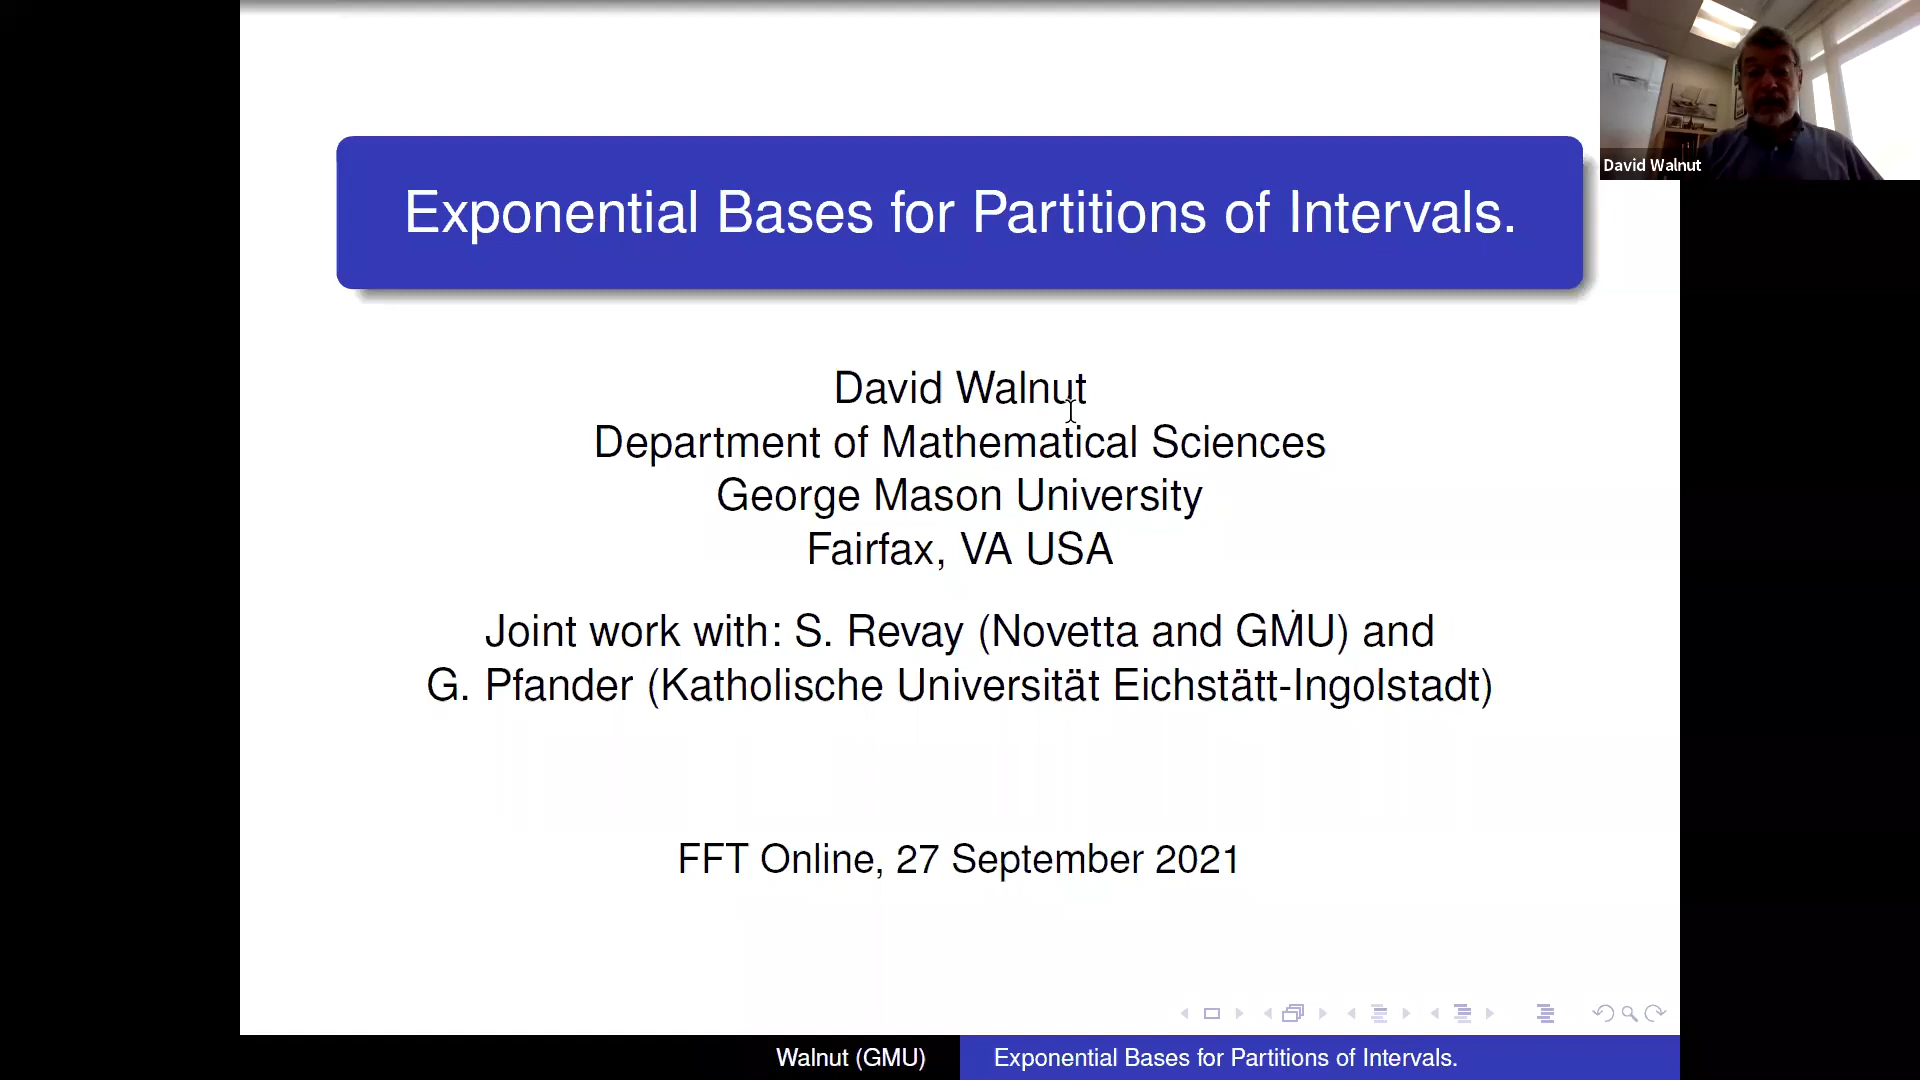 Exponential Bases for Partitions of Intervals.
David Walnut
David Walnut
Department of Mathematical Sciences
George Mason University
Fairfax, VA USA
Joint work with: S. Revay (Novetta and GMU) and
G. Pfander (Katholische Universität Eichstätt-Ingolstadt)
FFT Online, 27 September 2021
Walnut (GMU)
Exponential Bases for Partitions of Intervals.